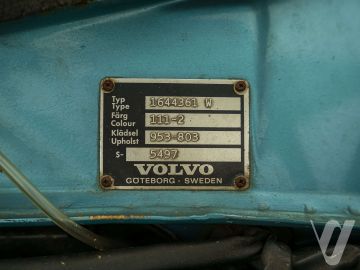 Typ
Type 1644361 W
Färg
Colour 111-2
Klädsel
Upholst 953-803
S- 5497
VOLVO
GÖTEBORG - SWEDEN